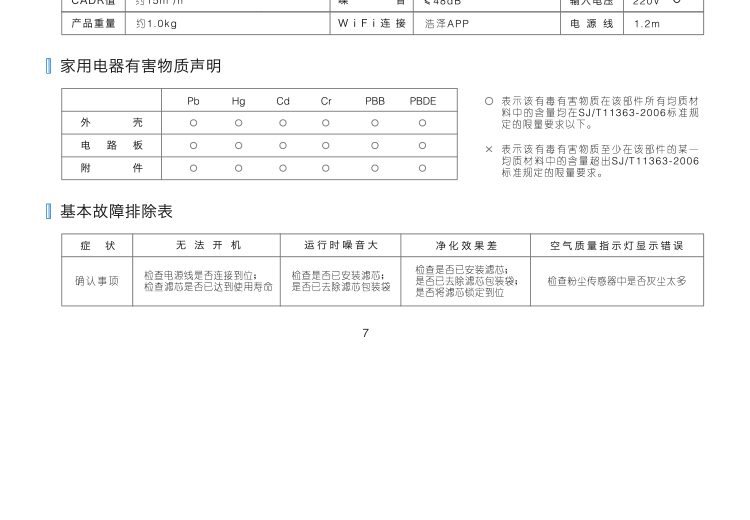 CADR值 约15m³/h 噪 音 ≤48dB 输入电压 220V
产品重量 约1.0kg WiFi连接 浩泽APP 电源线 1.2m
家用电器有害物质声明
Pb Hg Cd Cr PBB PBDE
外壳 ○ ○ ○ ○ ○ ○
电路板 ○ ○ ○ ○ ○ ○
附件 ○ ○ ○ ○ ○ ○
○ 表示该有毒有害物质在该部件所有均质材
料中的含量均在SJ/T11363-2006标准规
定的限量要求以下。
× 表示该有毒有害物质至少在该部件的某一
均质材料中的含量超出SJ/T11363-2006
标准规定的限量要求。
基本故障排除表
症状 无法开机 运行时噪音大 净化效果差 空气质量指示灯显示错误
确认事项
检查电源线是否连接到位；
检查滤芯是否已达到使用寿命
检查是否已安装滤芯；
是否已去除滤芯包装袋
检查是否已安装滤芯；
是否已去除滤芯包装袋；
是否将滤芯锁定到位
检查粉尘传感器中是否灰尘太多
7